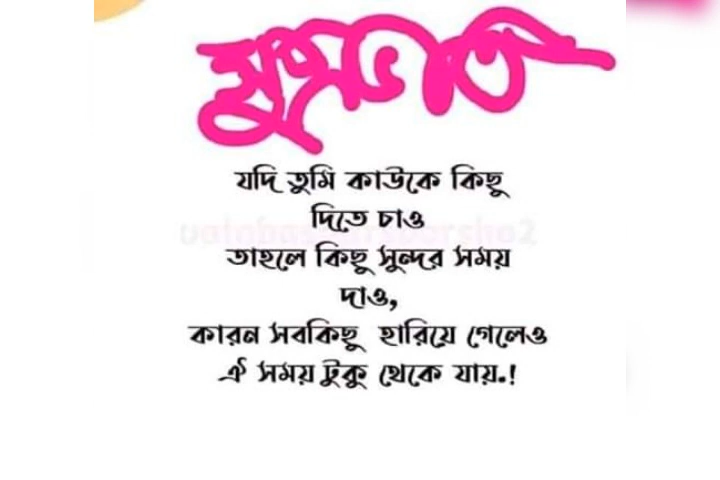 সুপ্রভাত
যদি তুমি কাউকে কিছু
দিতে চাও
তাহলে কিছু সুন্দর সময়
দাও,
কারন সবকিছু হারিয়ে গেলেও
ঐ সময় টুকু থেকে যায়.!